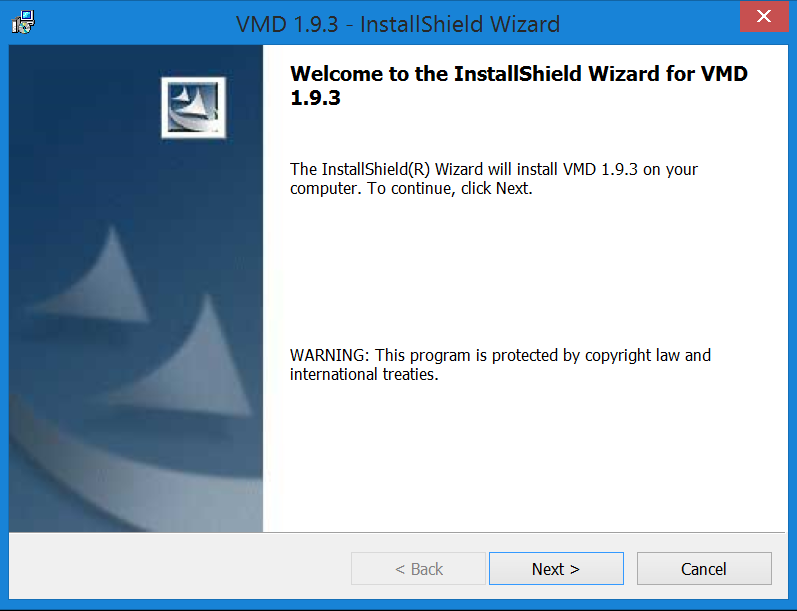 VMD 1.9.3 - InstallShield Wizard
Welcome to the InstallShield Wizard for VMD
1.9.3
The InstallShield(R) Wizard will install VMD 1.9.3 on your
computer. To continue, click Next.
WARNING: This program is protected by copyright law and
international treaties.
< Back
Next >
Cancel